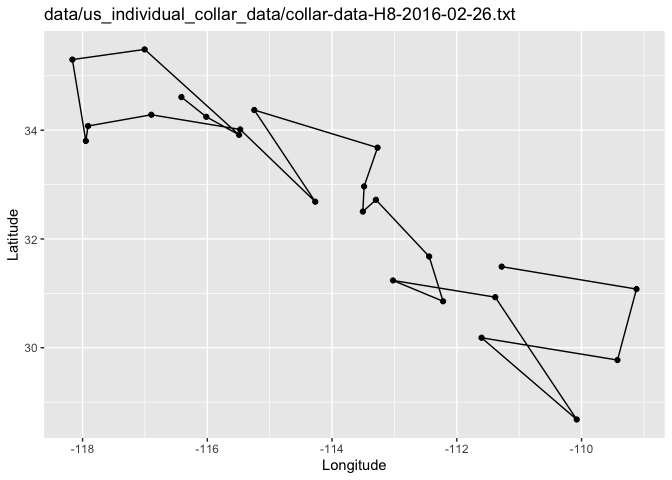 data/us_individual_collar_data/collar-data-H8-2016-02-26.txt
34
32
30
Latitude
-118 -116 -114 -112 -110
Longitude